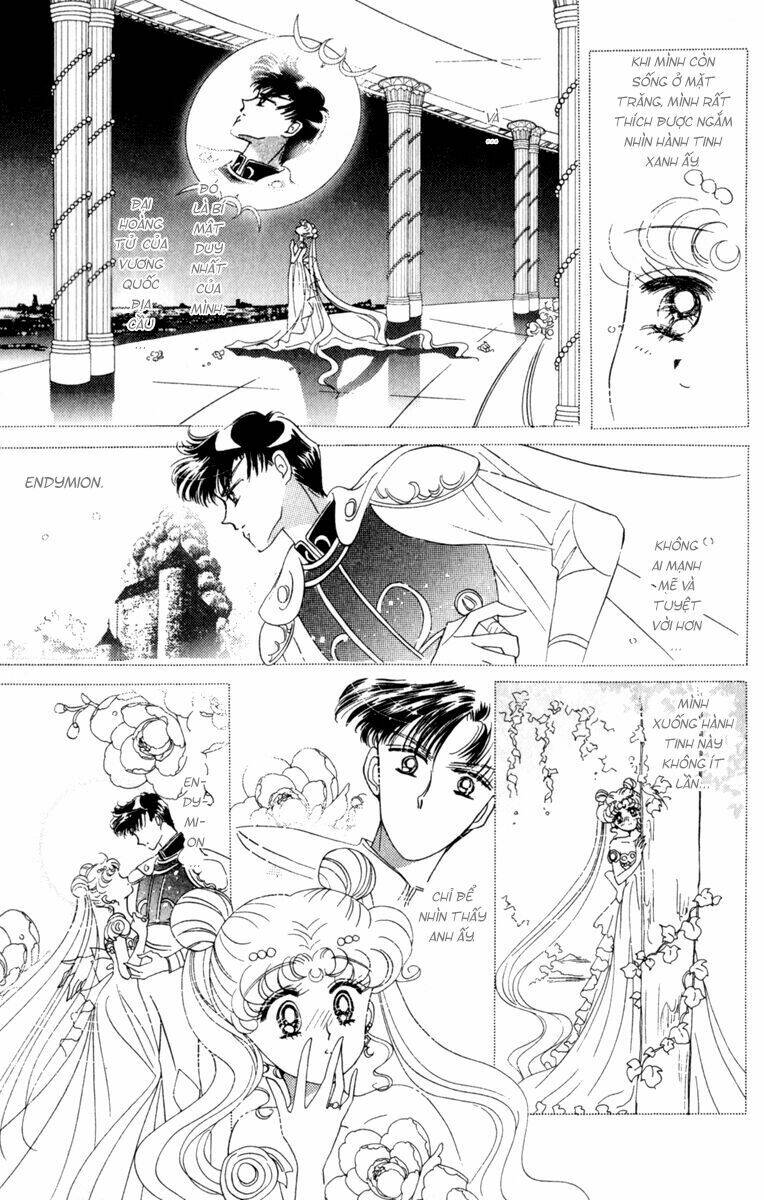 KHI MÌNH CÒN
SỐNG Ở MẶT
TRĂNG, MÌNH RẤT
THÍCH ĐƯỢC NGẮM
NHÌN HÀNH TINH
XANH ẤY
VÀ
...
ĐÓ
LÀ BÍ
MẬT
DUY
NHẤT
CỦA
MÌNH
ĐẠI
HOÀNG
TỬ CỦA
VƯƠNG
QUỐC
ĐỊA
CẦU
...
ENDYMION.
KHÔNG
AI MẠNH
MẼ VÀ
TUYỆT
VỜI HƠN
...
MÌNH
XUỐNG HÀNH
TINH NÀY
KHÔNG ÍT
LẦN...
CHỈ ĐỂ
NHÌN THẤY
ANH ẤY.
EN-
DY-
MI-
ON